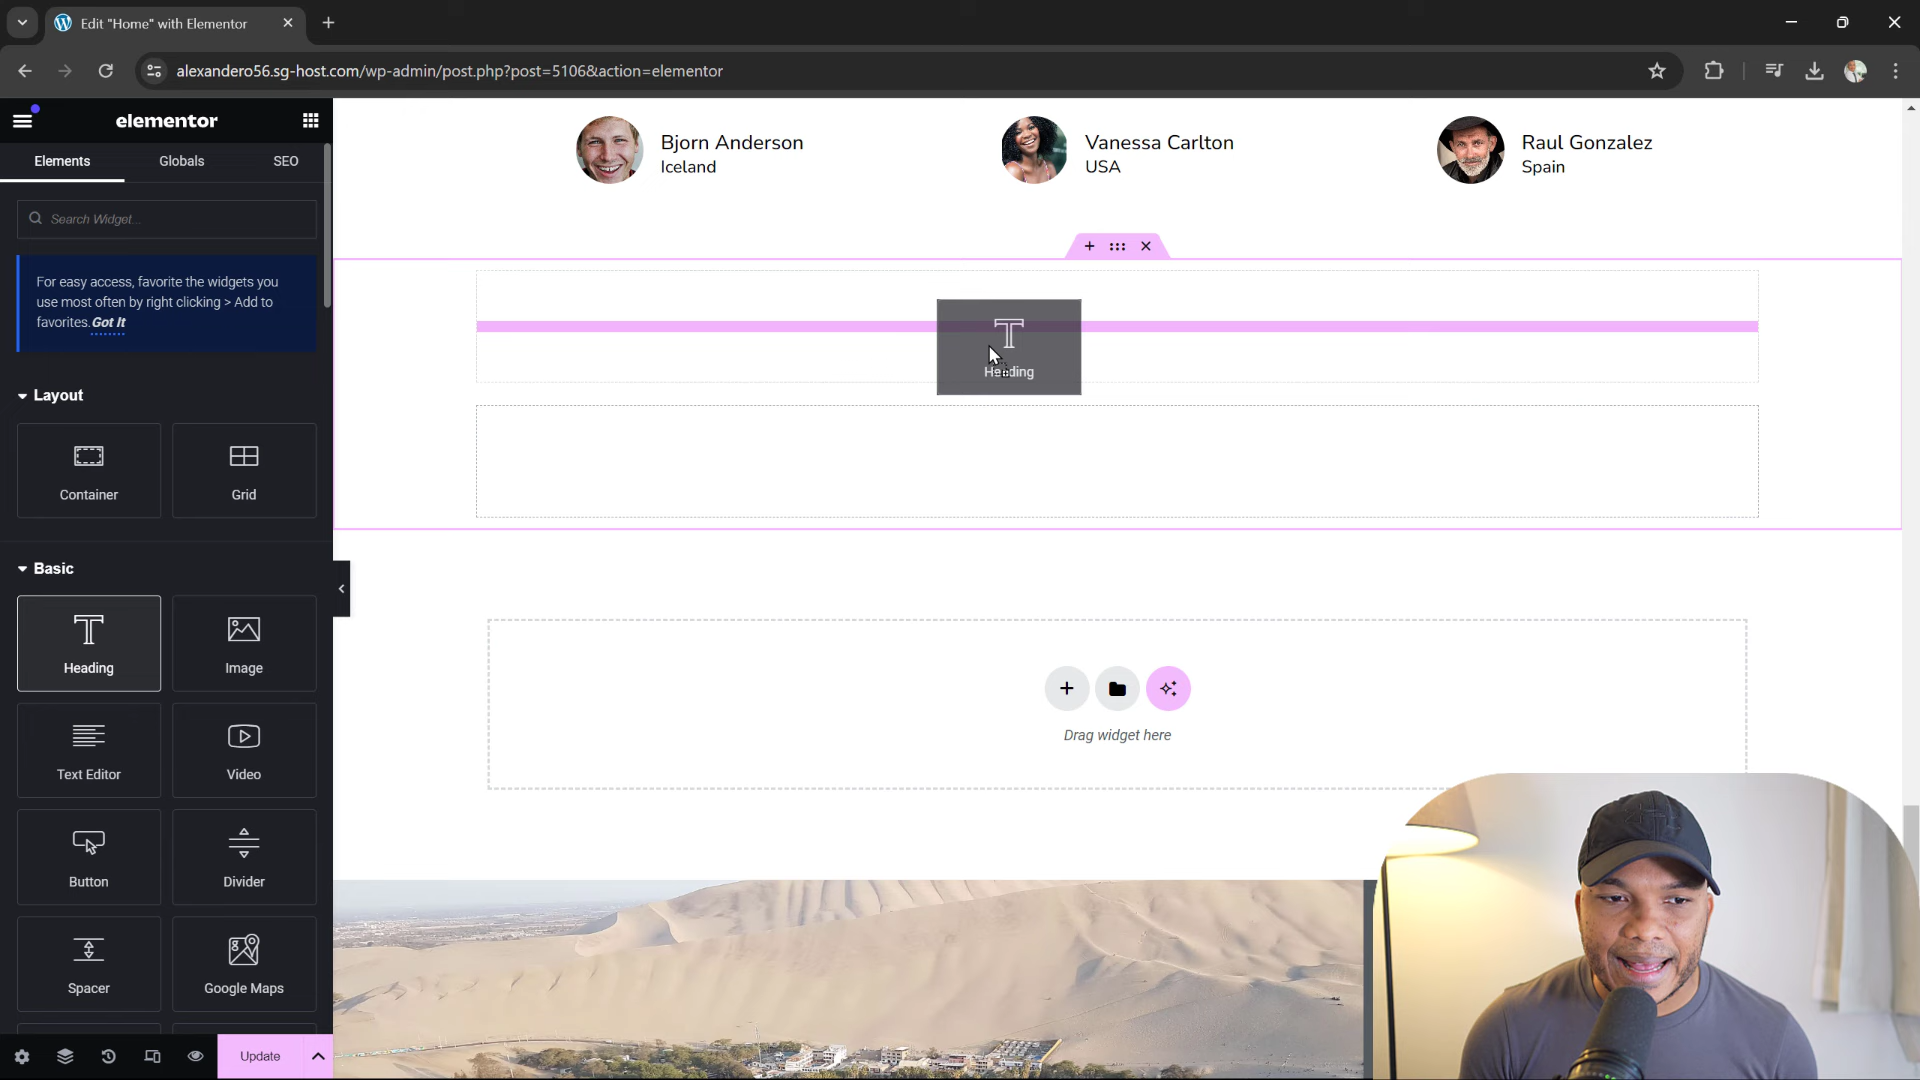 Edit "Home" with Elementor
alexandero56.sg-host.com/wp-admin/post.php?post=5106&action=elementor
elementor
Elements
Globals
SEO
Search Widget...
For easy access, favorite the widgets you
use most often by right clicking > Add to
favorites. Got It
Layout
Container
Grid
Basic
Heading
Image
Text Editor
Video
Button
Divider
Spacer
Google Maps
Update
Bjorn Anderson
Iceland
Vanessa Carlton
USA
Raul Gonzalez
Spain
Heading
Drag widget here